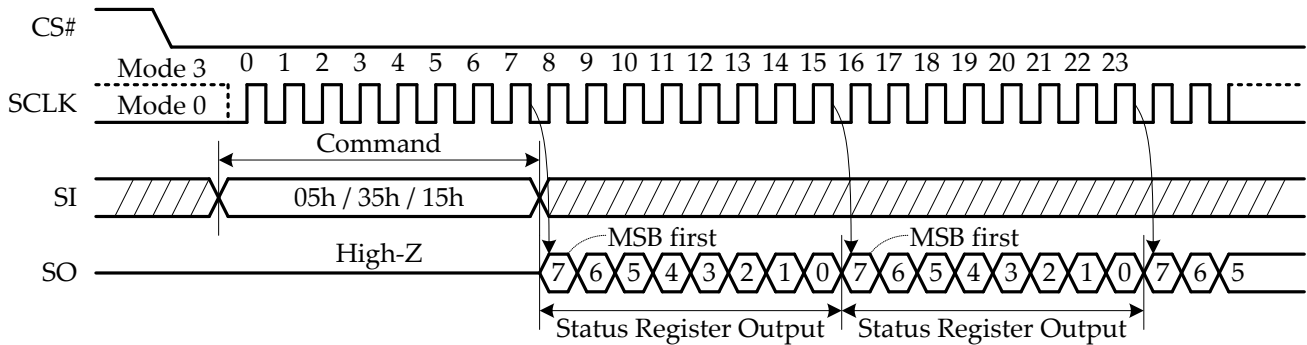 CS#
Mode 3 0 1 2 3 4 5 6 7 8 9 10 11 12 13 14 15 16 17 18 19 20 21 22 23
SCLK Mode 0
Command
SI 05h / 35h / 15h
High-Z MSB first MSB first
SO 7 6 5 4 3 2 1 0 7 6 5 4 3 2 1 0 7 6 5
Status Register Output Status Register Output